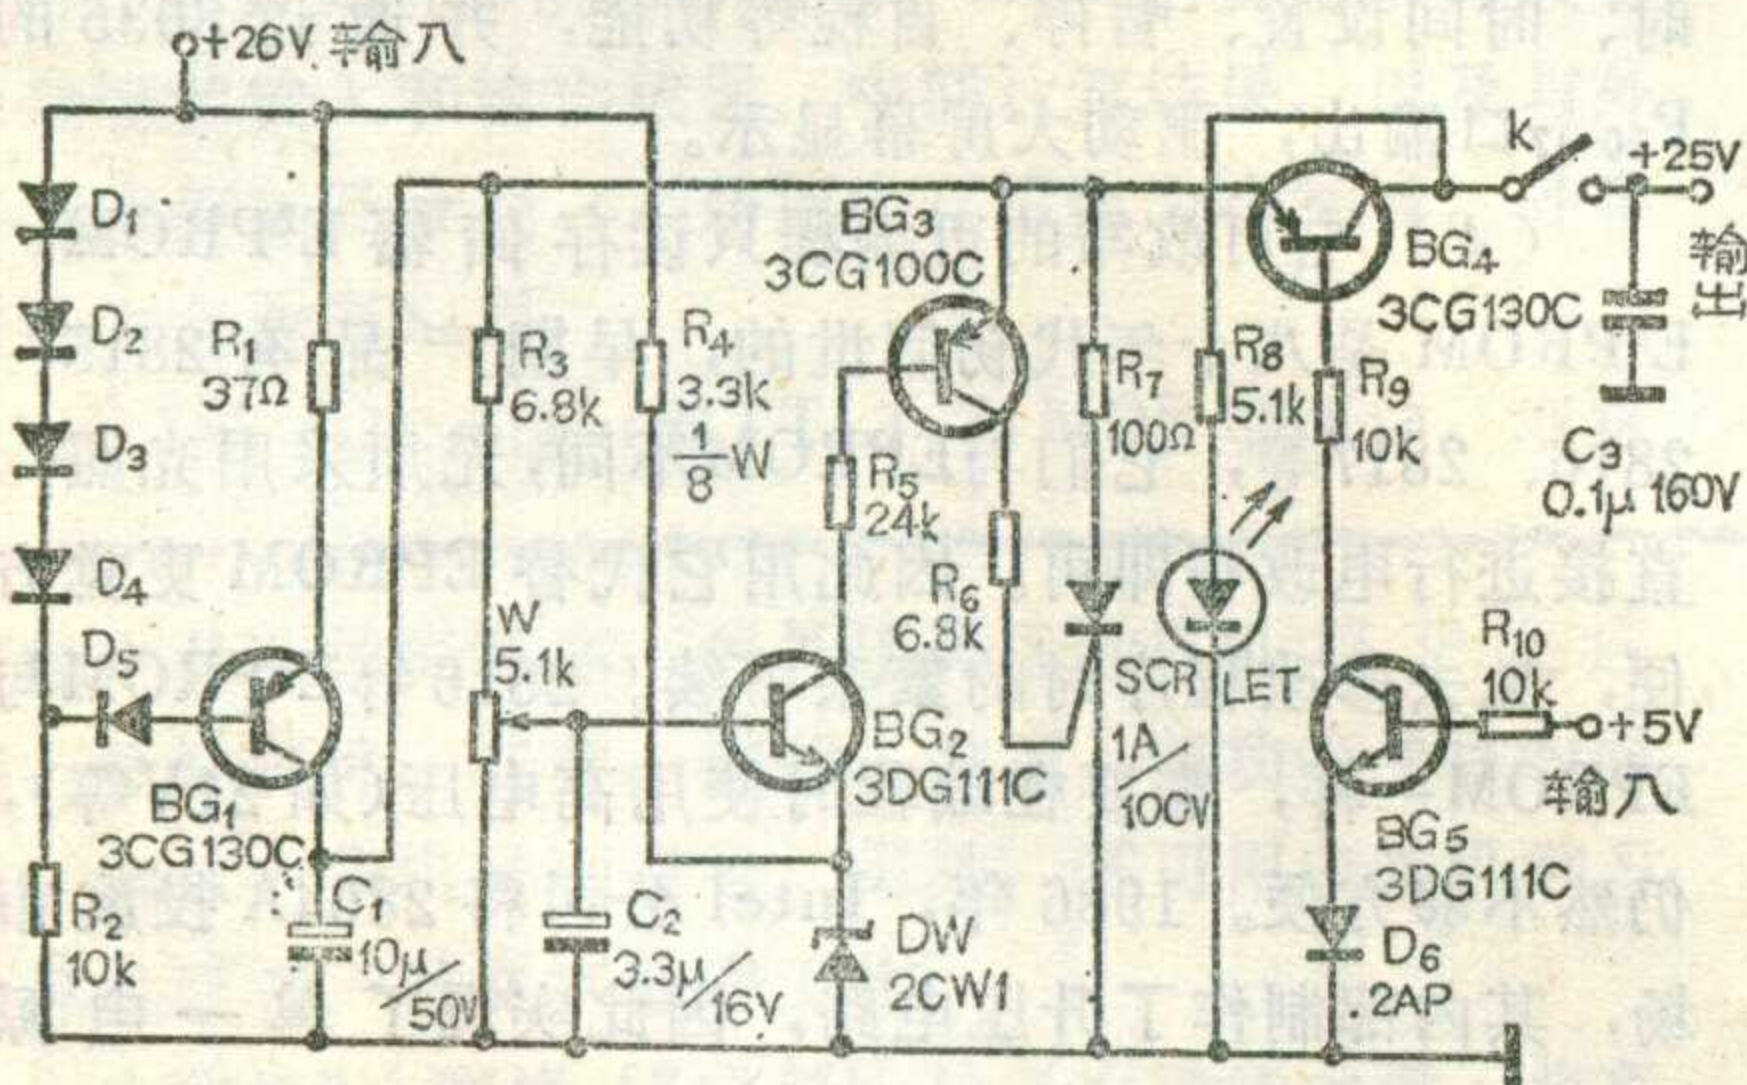 +26V 输入
D1
D2
D3
D4
D5
R1
37Ω
R2
10k
BG1
3CG130C
C1
10μ/50V
R3
6.8k
W
5.1k
C2
3.3μ/16V
R4
3.3k
1/8 W
BG2
3DG111C
DW
2CW1
BG3
3CG100C
R5
24k
R6
6.8k
R7
100Ω
SCR
1A/100V
R8
5.1k
LET
BG4
3CG130C
R9
10k
k
+25V
输出
C3
0.1μ 160V
R10
10k
+5V
输入
BG5
3DG111C
D6
2AP